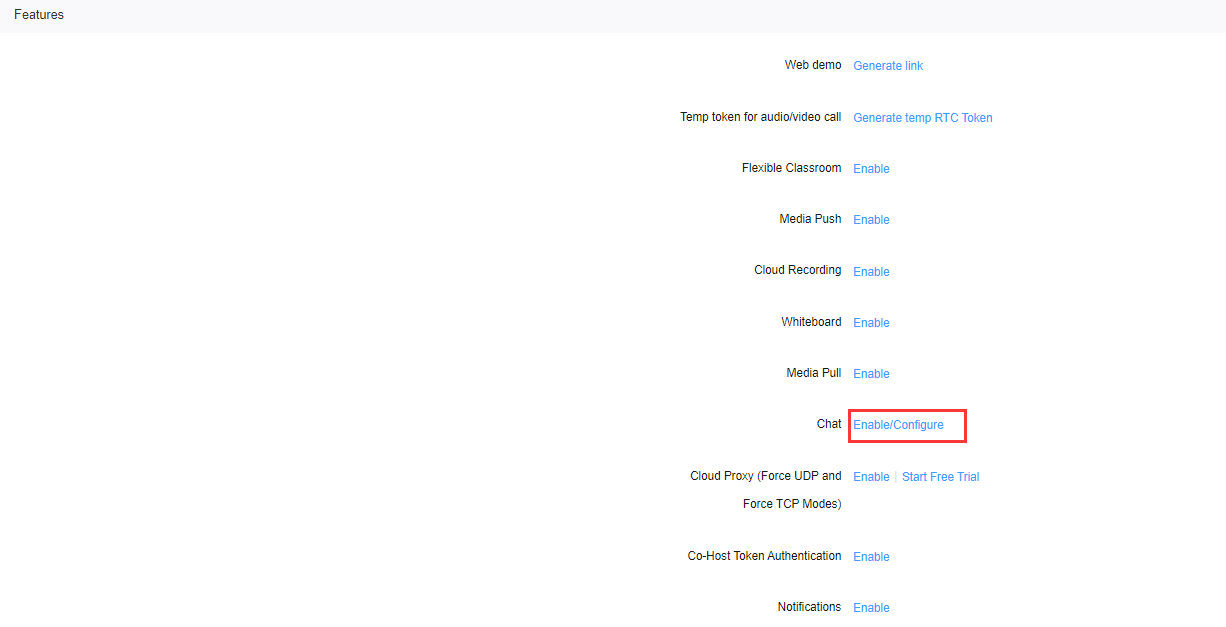 Features
Web demo Generate link
Temp token for audio/video call Generate temp RTC Token
Flexible Classroom Enable
Media Push Enable
Cloud Recording Enable
Whiteboard Enable
Media Pull Enable
Chat Enable/Configure
Cloud Proxy (Force UDP and Enable | Start Free Trial
Force TCP Modes)
Co-Host Token Authentication Enable
Notifications Enable